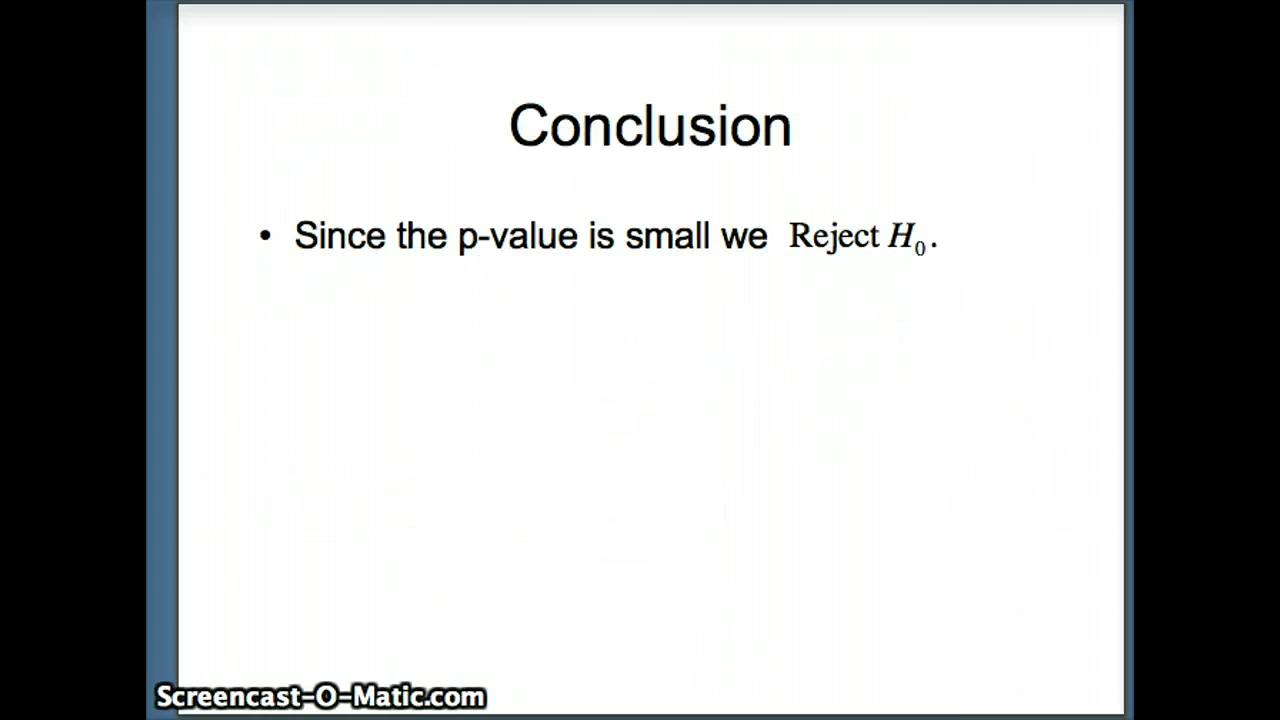 Conclusion
• Since the p-value is small we Reject H₀.
Screencast-O-Matic.com